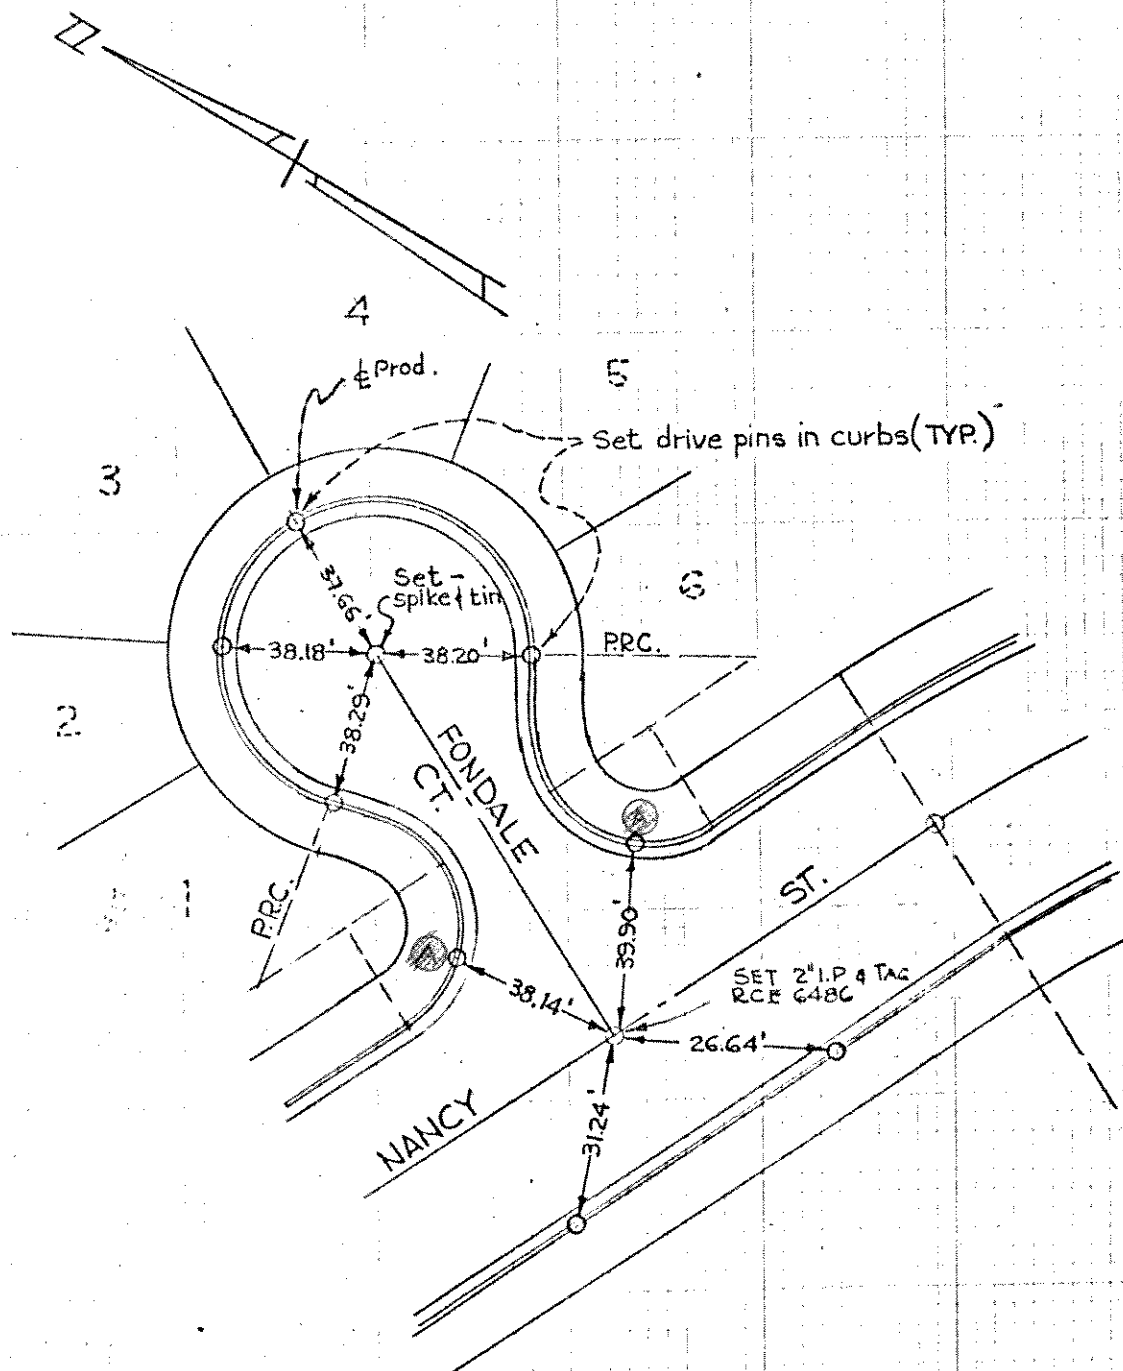 N
4
℄ Prod.
5
Set drive pins in curbs (TYP.)
3
6
37.66'
Set
spike & tin
38.18'
38.20'
P.R.C.
2
38.29'
FONDALE
CT.
A
1
P.R.C.
ST.
39.90'
A
38.14'
SET 2" I.P & TAG
RCE 6486
26.64'
NANCY
31.24'